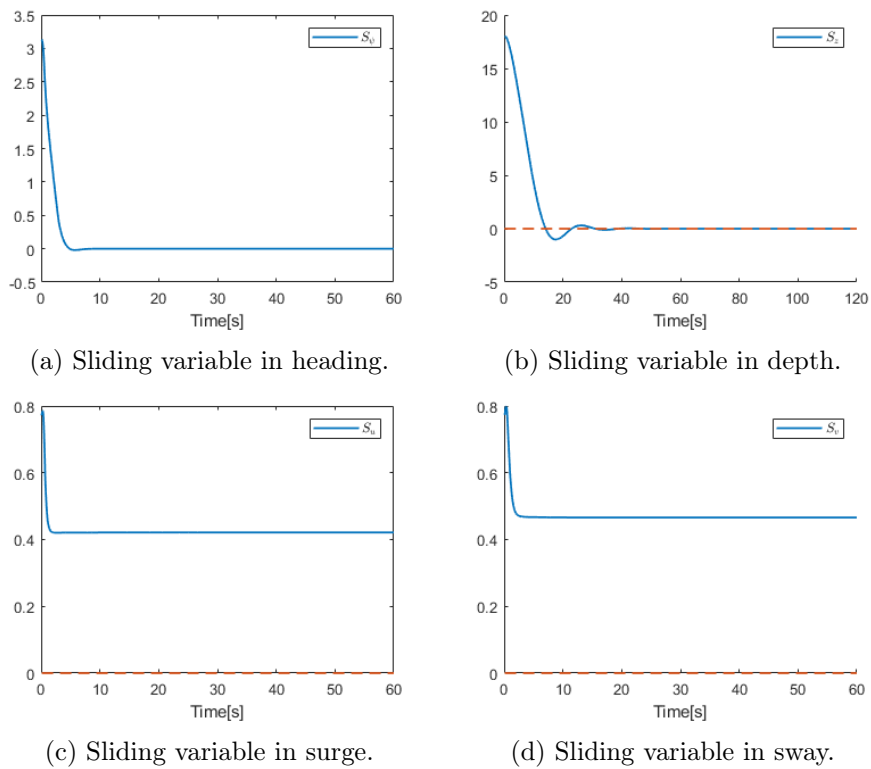 3.5
3
2.5
2
1.5
1
0.5
0
-0.5
0 10 20 30 40 50 60
Time[s]
S_ψ
(a) Sliding variable in heading.
20
15
10
5
0
-5
0 20 40 60 80 100 120
Time[s]
S_z
(b) Sliding variable in depth.
0.8
0.6
0.4
0.2
0
0 10 20 30 40 50 60
Time[s]
S_u
(c) Sliding variable in surge.
0.8
0.6
0.4
0.2
0
0 10 20 30 40 50 60
Time[s]
S_v
(d) Sliding variable in sway.